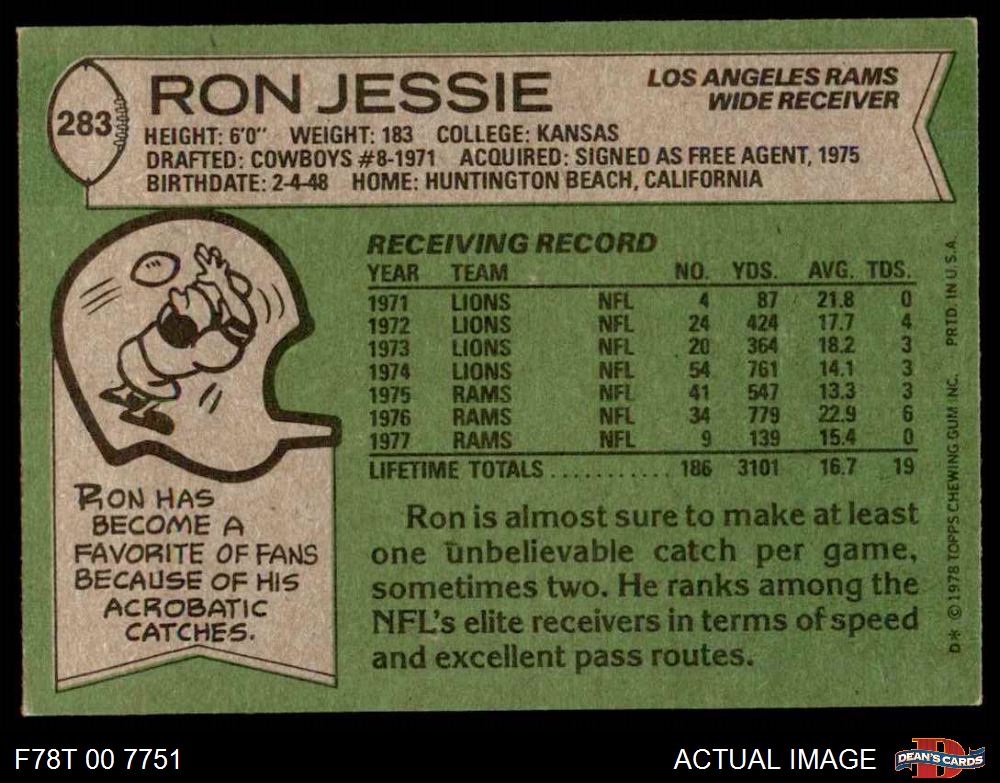 283
RON JESSIE
LOS ANGELES RAMS
WIDE RECEIVER
HEIGHT: 6'0" WEIGHT: 183 COLLEGE: KANSAS
DRAFTED: COWBOYS #8-1971 ACQUIRED: SIGNED AS FREE AGENT, 1975
BIRTHDATE: 2-4-48 HOME: HUNTINGTON BEACH, CALIFORNIA
RECEIVING RECORD
YEAR TEAM NO. YDS. AVG. TDS.
1971 LIONS NFL 4 87 21.8 0
1972 LIONS NFL 24 424 17.7 4
1973 LIONS NFL 20 364 18.2 3
1974 LIONS NFL 54 761 14.1 3
1975 RAMS NFL 41 547 13.3 3
1976 RAMS NFL 34 779 22.9 6
1977 RAMS NFL 9 139 15.4 0
LIFETIME TOTALS ........... 186 3101 16.7 19
RON HAS
BECOME A
FAVORITE OF FANS
BECAUSE OF HIS
ACROBATIC
CATCHES.
Ron is almost sure to make at least
one unbelievable catch per game,
sometimes two. He ranks among the
NFL's elite receivers in terms of speed
and excellent pass routes.
D* © 1978 TOPPS CHEWING GUM INC. PRTD. IN U.S.A.
F78T 00 7751
ACTUAL IMAGE
D
DEAN'S CARDS